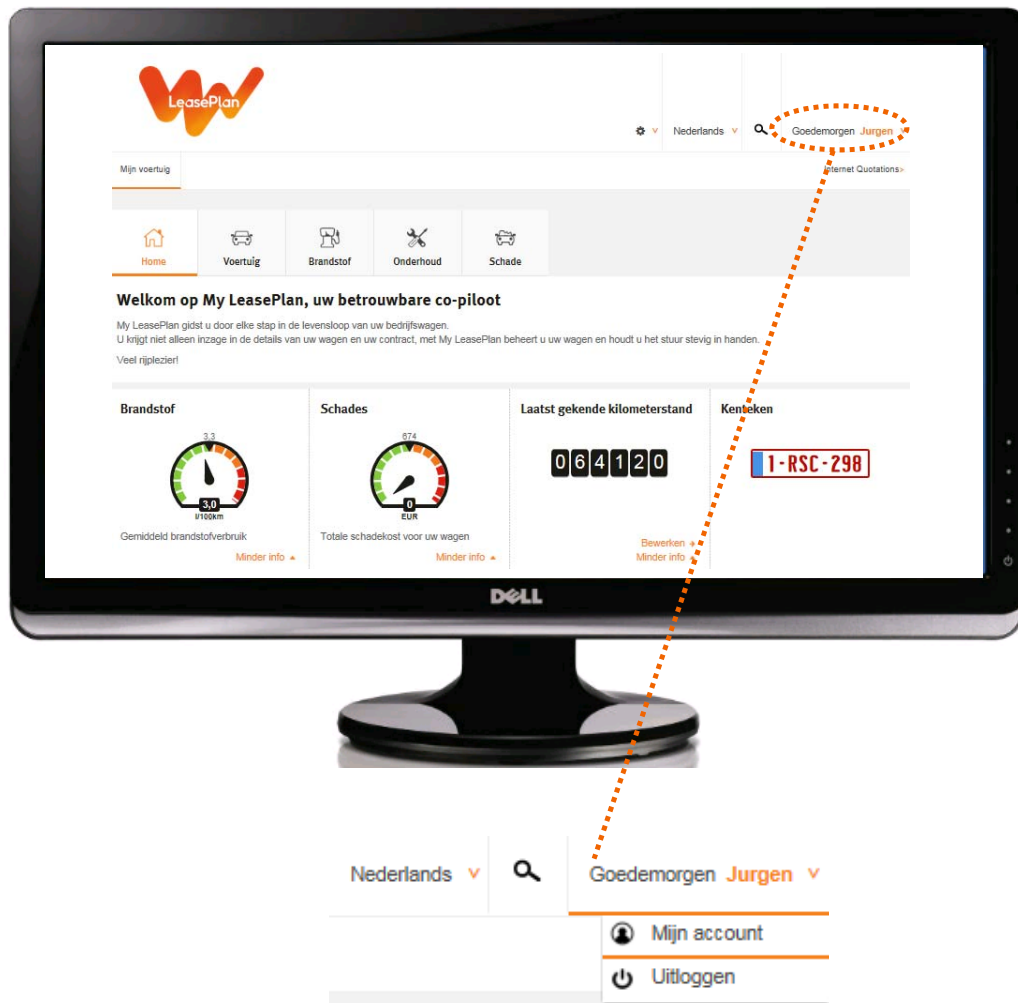 LeasePlan
Nederlands
Goedemorgen Jurgen
Mijn voertuig
Internet Quotations»
Home
Voertuig
Brandstof
Onderhoud
Schade
Welkom op My LeasePlan, uw betrouwbare co-piloot
My LeasePlan gidst u door elke stap in de levensloop van uw bedrijfswagen.
U krijgt niet alleen inzage in de details van uw wagen en uw contract, met My LeasePlan beheert u uw wagen en houdt u het stuur stevig in handen.
Veel rijplezier!
Brandstof
Schades
Laatst gekende kilometerstand
Kenteken
3,3
674
064120
1-RSC-298
3,0
l/100km
0
EUR
Gemiddeld brandstofverbruik
Totale schadekost voor uw wagen
Bewerken
Minder info
Minder info
Minder info
DELL
Nederlands
Goedemorgen Jurgen
Mijn account
Uitloggen